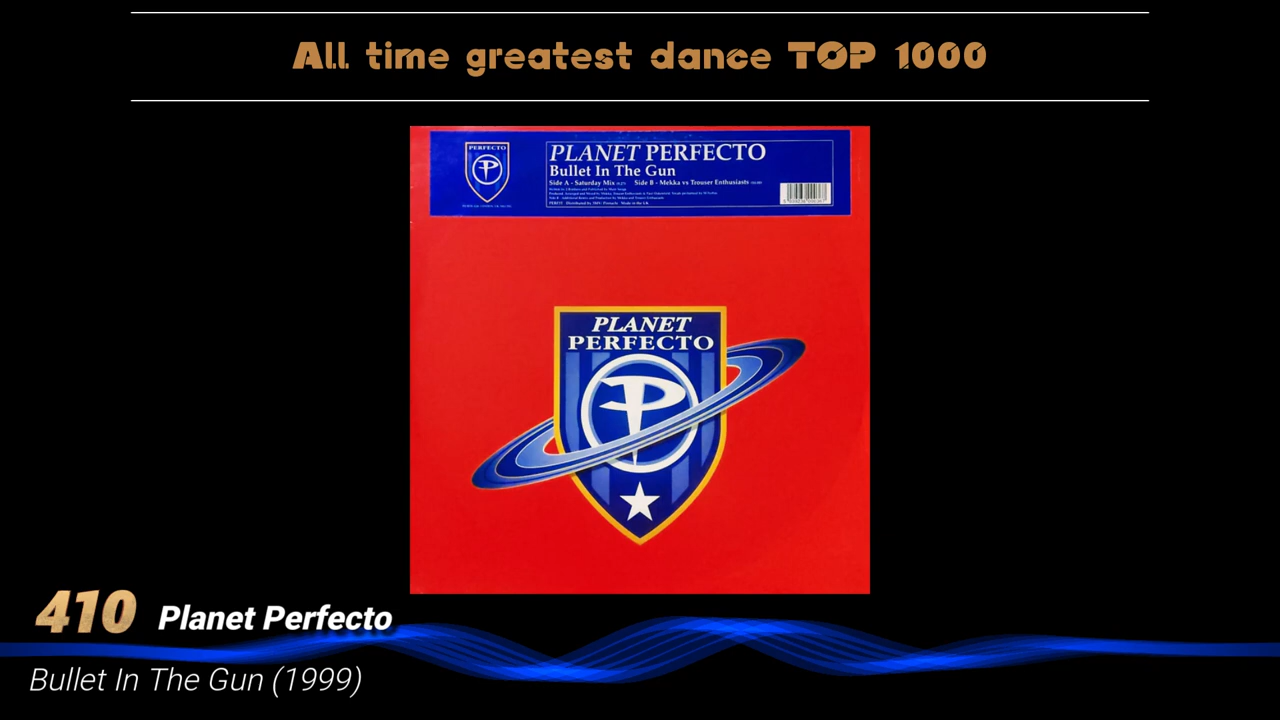 All time greatest dance TOP 1000
PERFECTO
PLANET PERFECTO
Bullet In The Gun
Side A - Saturday Mix Side B - Mekka vs Trouser Enthusiasts
PLANET
PERFECTO
P
410 Planet Perfecto
Bullet In The Gun (1999)